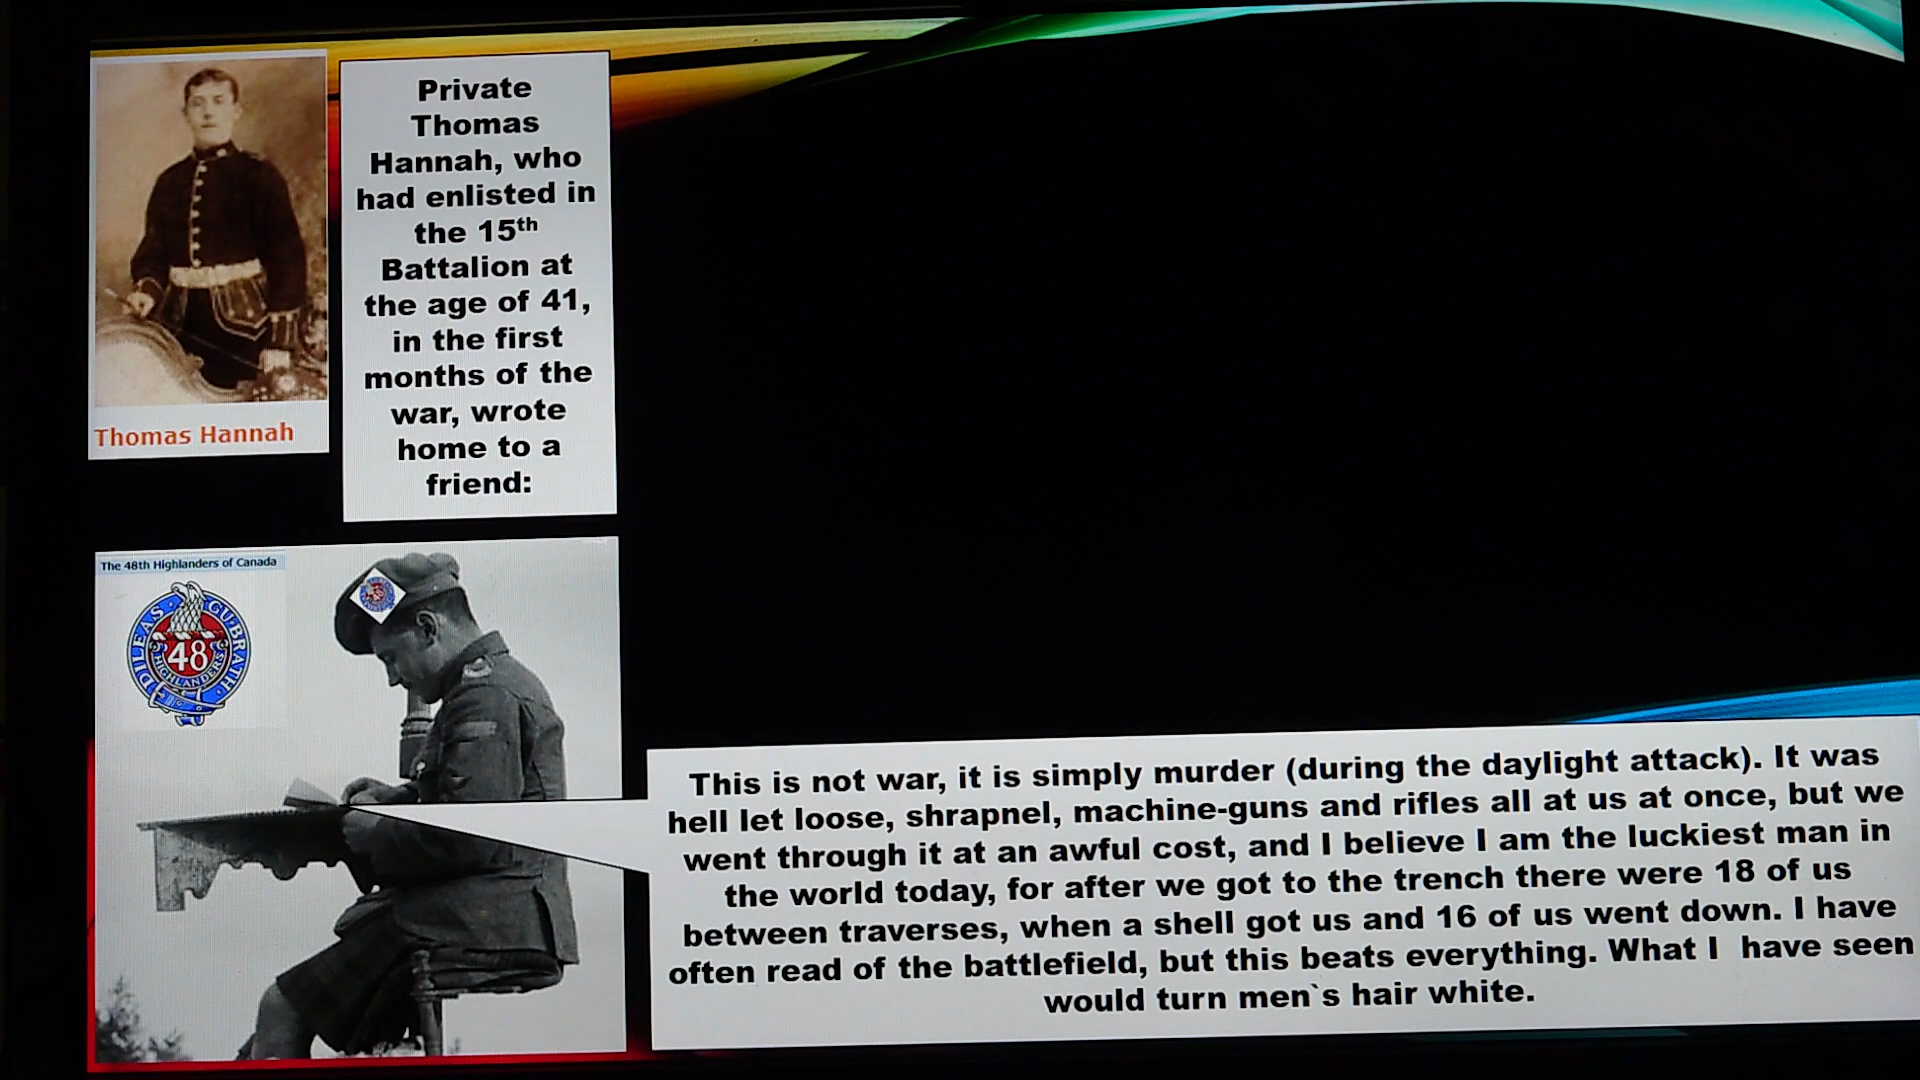 Private
Thomas
Hannah, who
had enlisted in
the 15th
Battalion at
the age of 41,
in the first
months of the
war, wrote
home to a
friend:
Thomas Hannah
The 48th Highlanders of Canada
DILEAS GU BRATH
48
HIGHLANDERS
This is not war, it is simply murder (during the daylight attack). It was
hell let loose, shrapnel, machine-guns and rifles all at us at once, but we
went through it at an awful cost, and I believe I am the luckiest man in
the world today, for after we got to the trench there were 18 of us
between traverses, when a shell got us and 16 of us went down. I have
often read of the battlefield, but this beats everything. What I  have seen
would turn men`s hair white.